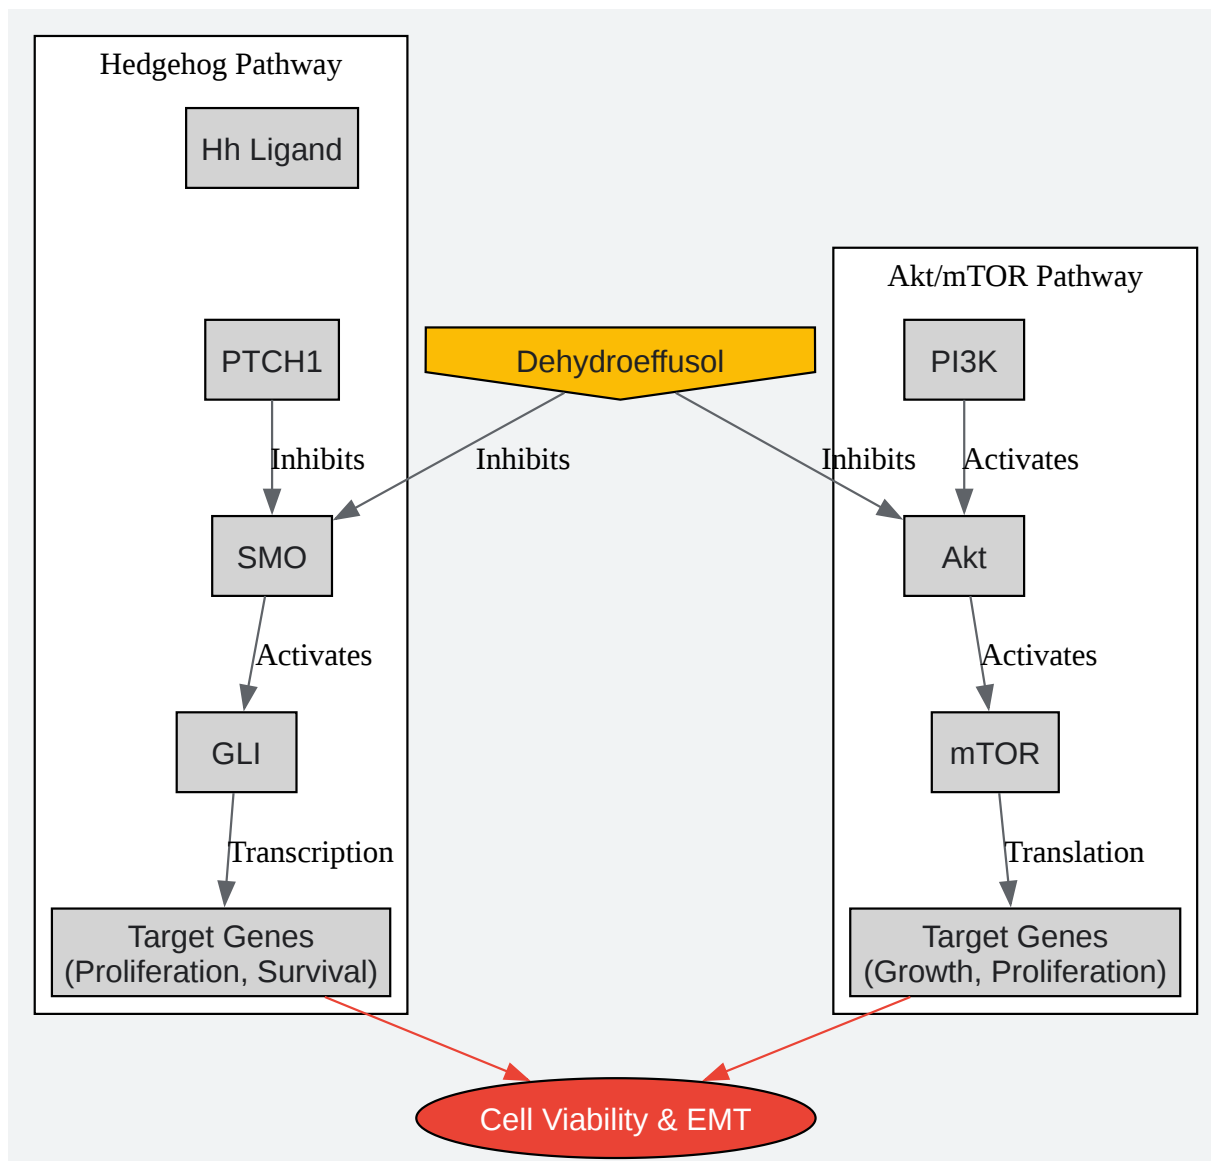 Hedgehog Pathway
Hh Ligand
PTCH1
Inhibits
SMO
Activates
GLI
Transcription
Target Genes
(Proliferation, Survival)
Dehydroeffusol
Inhibits
Inhibits
Akt/mTOR Pathway
PI3K
Activates
Akt
Activates
mTOR
Translation
Target Genes
(Growth, Proliferation)
Cell Viability & EMT